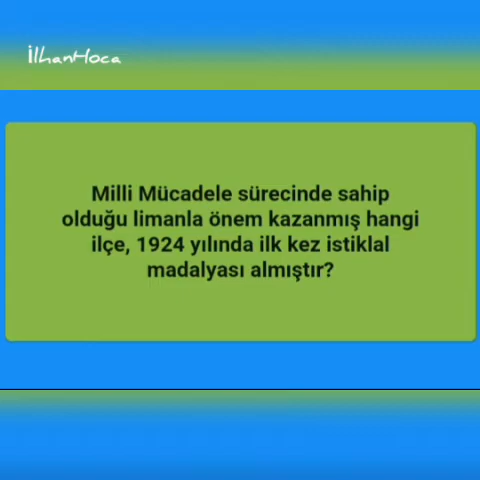 İlhanHoca
Milli Mücadele sürecinde sahip
olduğu limanla önem kazanmış hangi
ilçe, 1924 yılında ilk kez istiklal
madalyası almıştır?